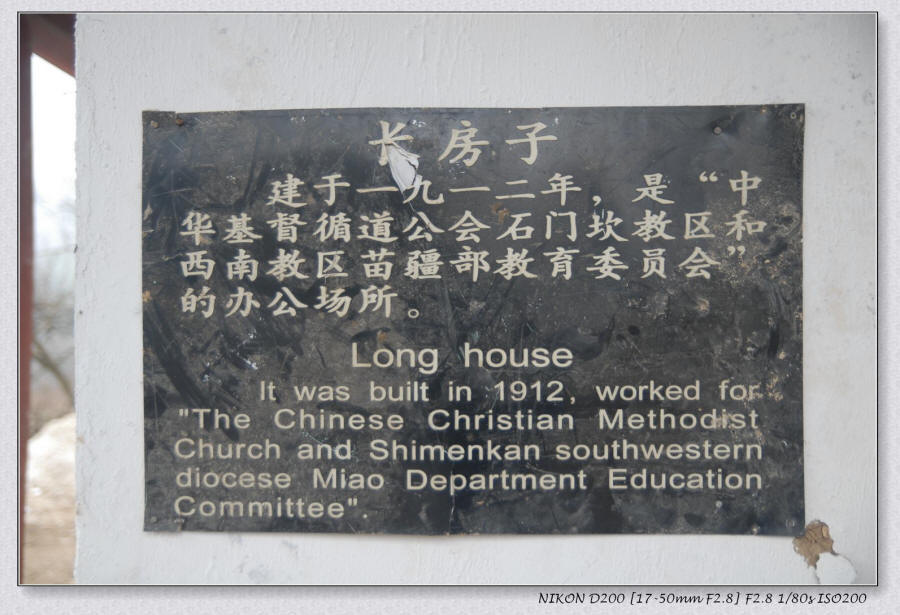 长房子
建于一九一二年，是“中
华基督循道公会石门坎教区和
西南教区苗疆部教育委员会”
的办公场所。
Long house
It was built in 1912, worked for
"The Chinese Christian Methodist
Church and Shimenkan southwestern
diocese Miao Department Education
Committee".
NIKON D200 [17-50mm F2.8] F2.8 1/80s ISO200